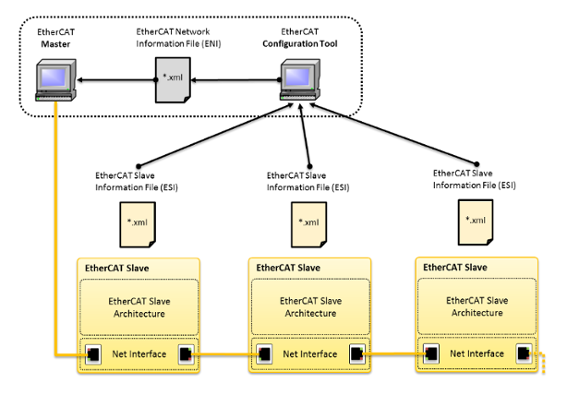 EtherCAT
Master
EtherCAT Network
Information File (ENI)
EtherCAT
Configuration Tool
*.xml
EtherCAT Slave
Information File (ESI)
EtherCAT Slave
Information File (ESI)
EtherCAT Slave
Information File (ESI)
*.xml
*.xml
*.xml
EtherCAT Slave
EtherCAT Slave
EtherCAT Slave
EtherCAT Slave
Architecture
EtherCAT Slave
Architecture
EtherCAT Slave
Architecture
Net Interface
Net Interface
Net Interface